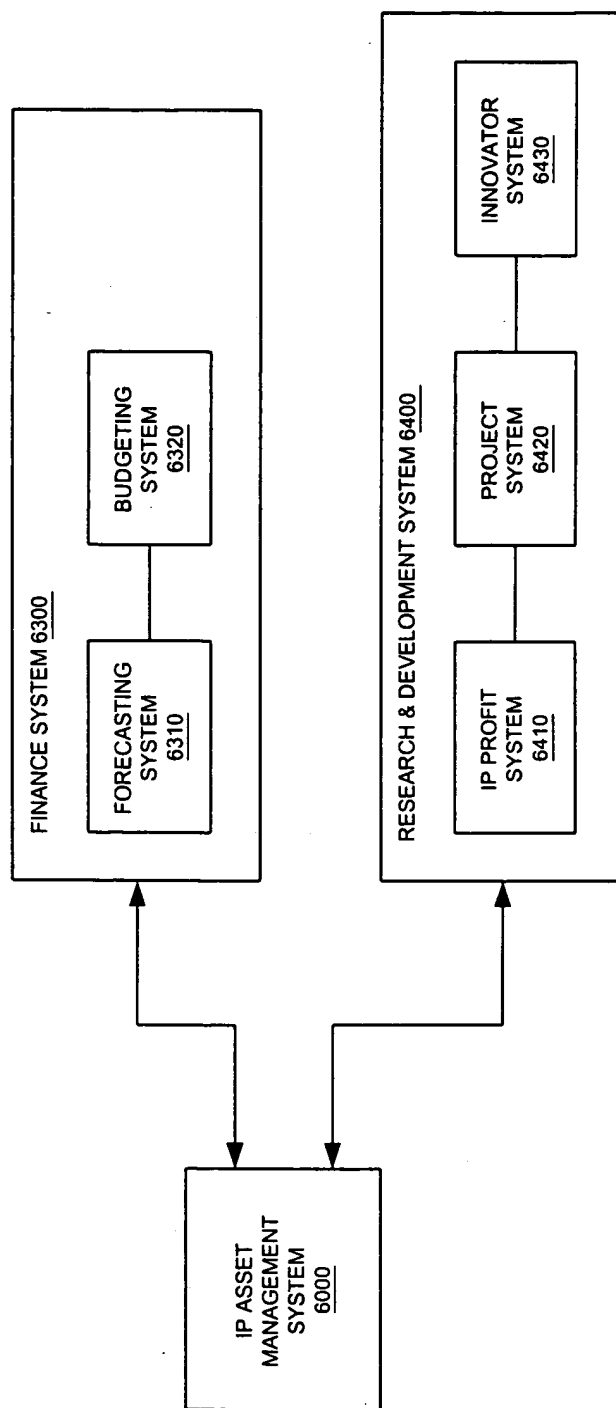 FINANCE SYSTEM 6300
FORECASTING
SYSTEM
6310
BUDGETING
SYSTEM
6320
IP ASSET
MANAGEMENT
SYSTEM
6000
RESEARCH & DEVELOPMENT SYSTEM 6400
IP PROFIT
SYSTEM
6410
PROJECT
SYSTEM
6420
INNOVATOR
SYSTEM
6430